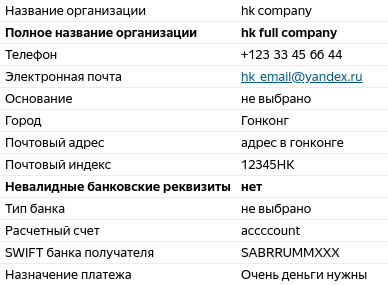 Название организации hk company
Полное название организации hk full company
Телефон +123 33 45 66 44
Электронная почта hk_email@yandex.ru
Основание не выбрано
Город Гонконг
Почтовый адрес адрес в гонконге
Почтовый индекс 12345HK
Невалидные банковские реквизиты нет
Тип банка не выбрано
Расчетный счет accccount
SWIFT банка получателя SABRRUMMXXX
Назначение платежа Очень деньги нужны